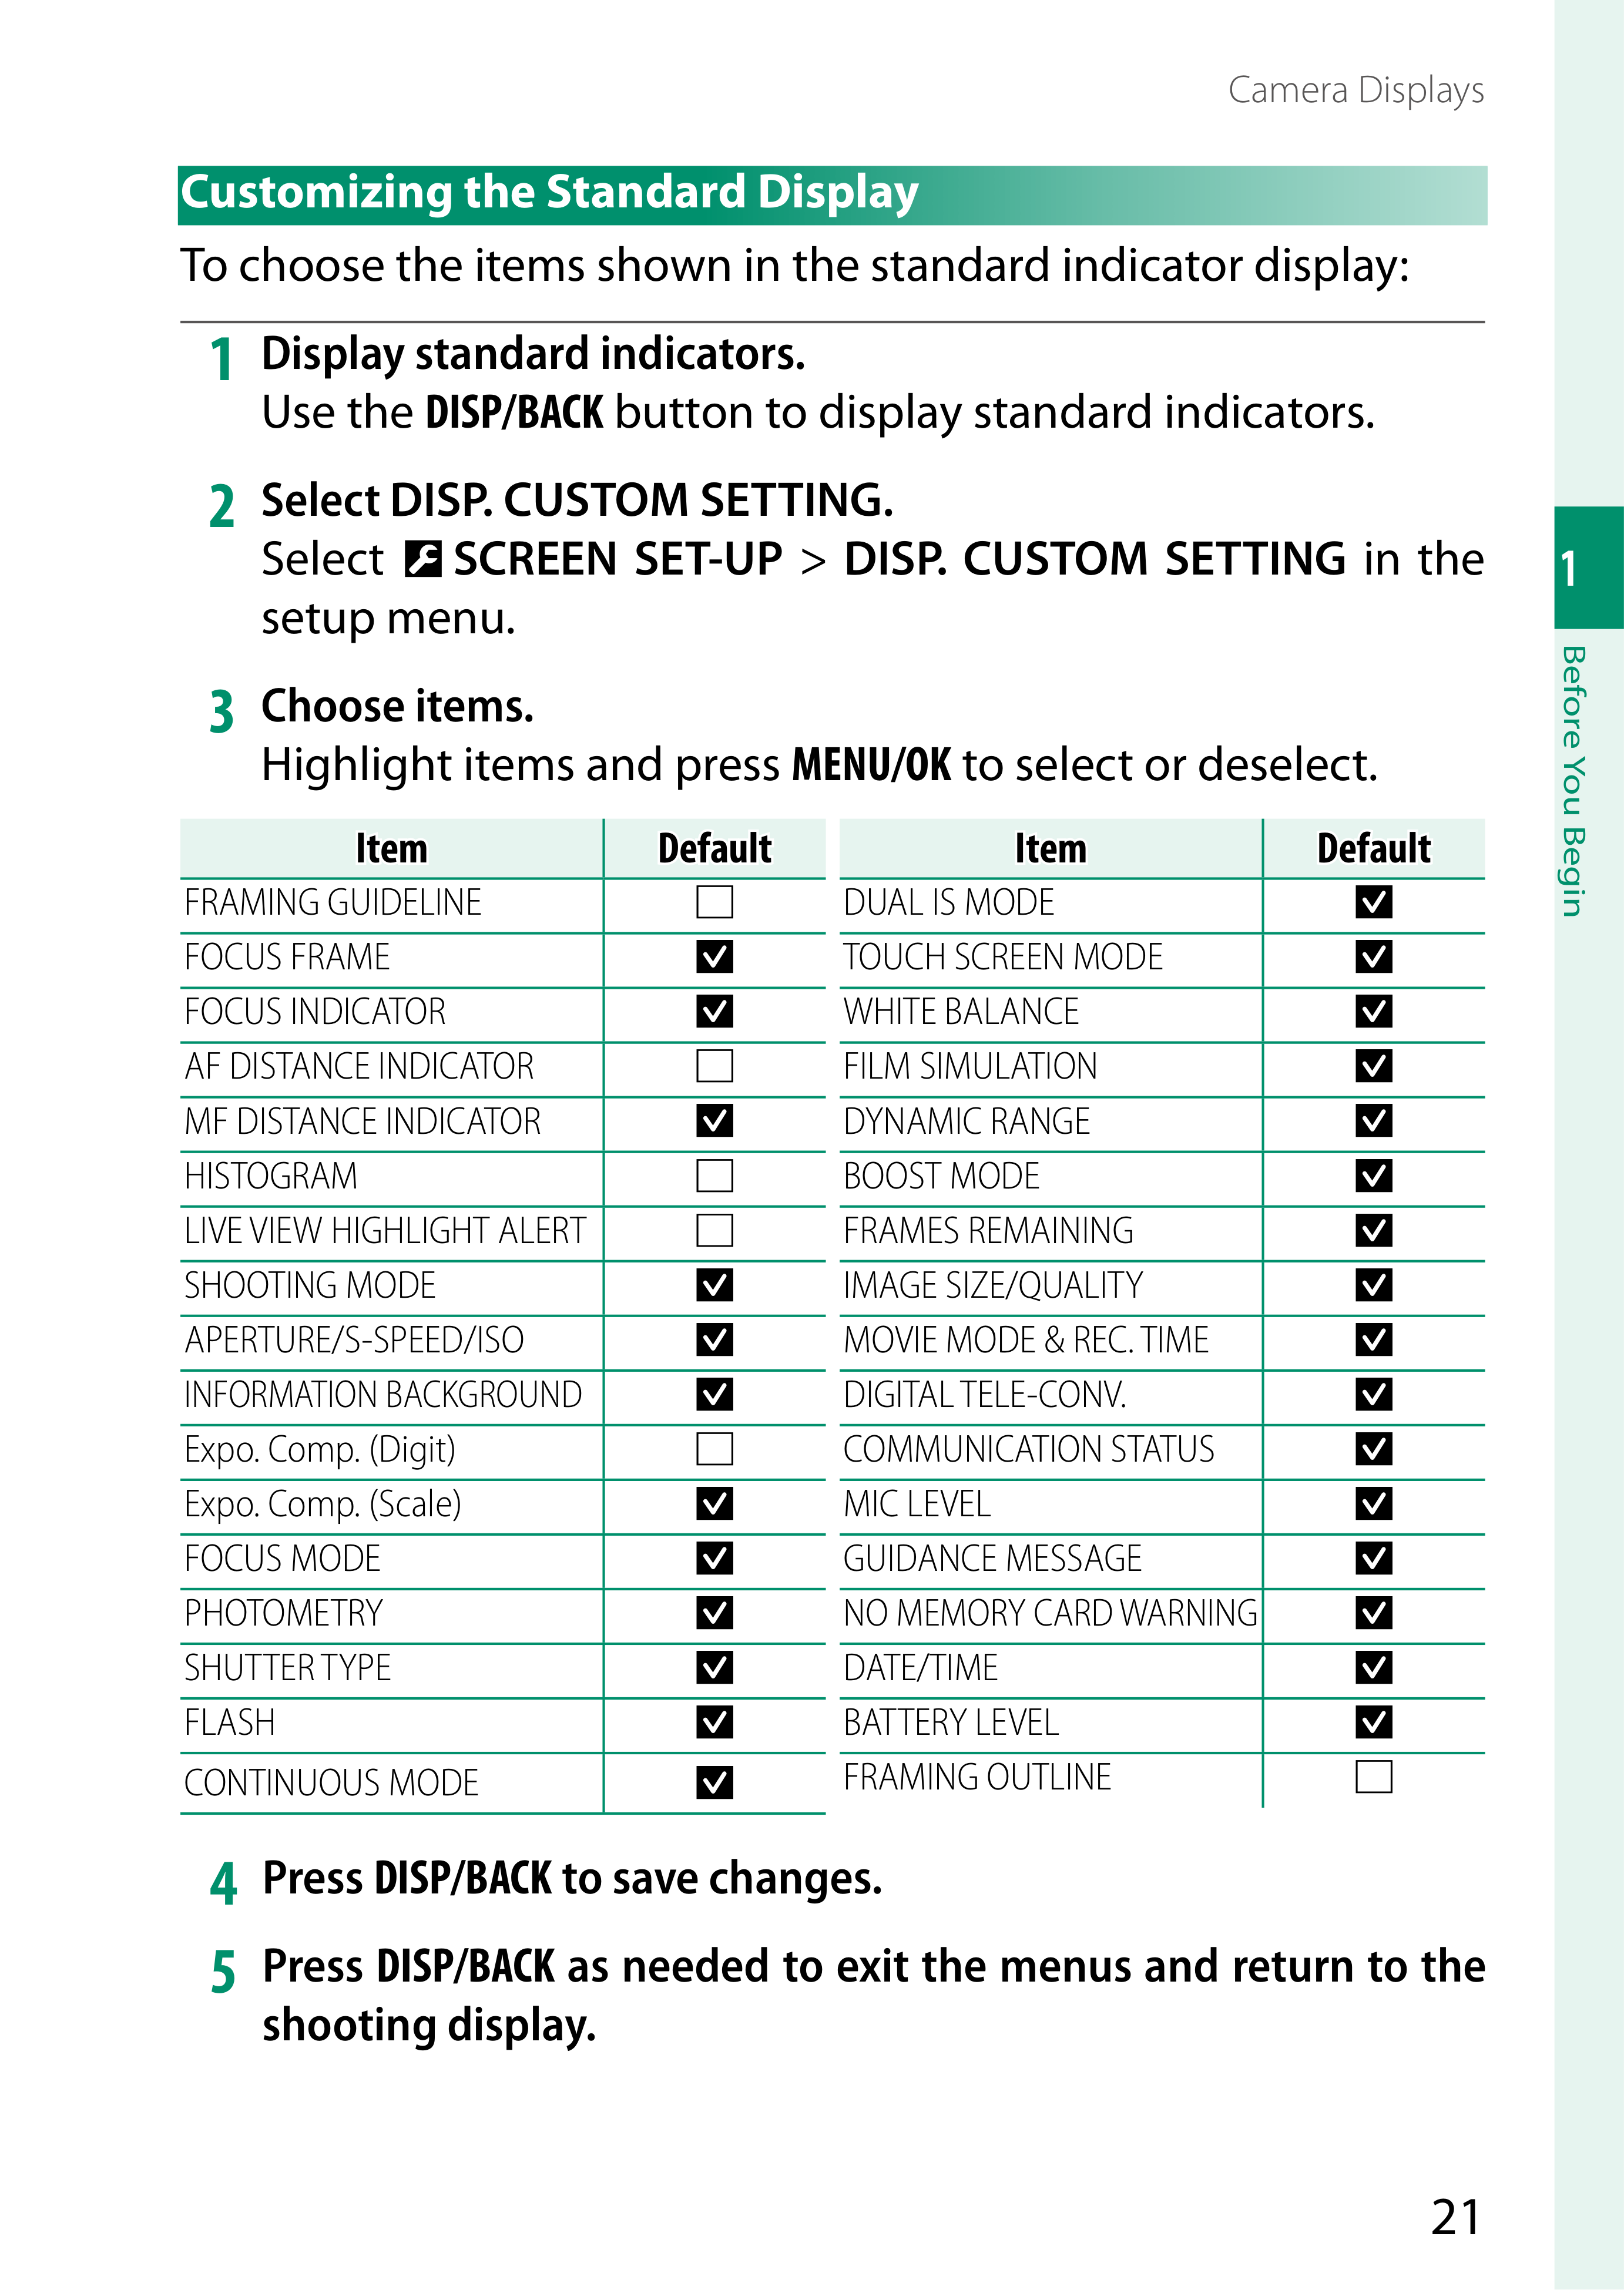 Camera Displays
Customizing the Standard Display
To choose the items shown in the standard indicator display:
1 Display standard indicators.
Use the DISP/BACK button to display standard indicators.
2 Select DISP. CUSTOM SETTING.
Select SCREEN SET-UP > DISP. CUSTOM SETTING in the
setup menu.
3 Choose items.
Highlight items and press MENU/OK to select or deselect.
Item Default
FRAMING GUIDELINE
FOCUS FRAME
FOCUS INDICATOR
AF DISTANCE INDICATOR
MF DISTANCE INDICATOR
HISTOGRAM
LIVE VIEW HIGHLIGHT ALERT
SHOOTING MODE
APERTURE/S-SPEED/ISO
INFORMATION BACKGROUND
Expo. Comp. (Digit)
Expo. Comp. (Scale)
FOCUS MODE
PHOTOMETRY
SHUTTER TYPE
FLASH
CONTINUOUS MODE
Item Default
DUAL IS MODE
TOUCH SCREEN MODE
WHITE BALANCE
FILM SIMULATION
DYNAMIC RANGE
BOOST MODE
FRAMES REMAINING
IMAGE SIZE/QUALITY
MOVIE MODE & REC. TIME
DIGITAL TELE-CONV.
COMMUNICATION STATUS
MIC LEVEL
GUIDANCE MESSAGE
NO MEMORY CARD WARNING
DATE/TIME
BATTERY LEVEL
FRAMING OUTLINE
4 Press DISP/BACK to save changes.
5 Press DISP/BACK as needed to exit the menus and return to the
shooting display.
1
Before You Begin
21